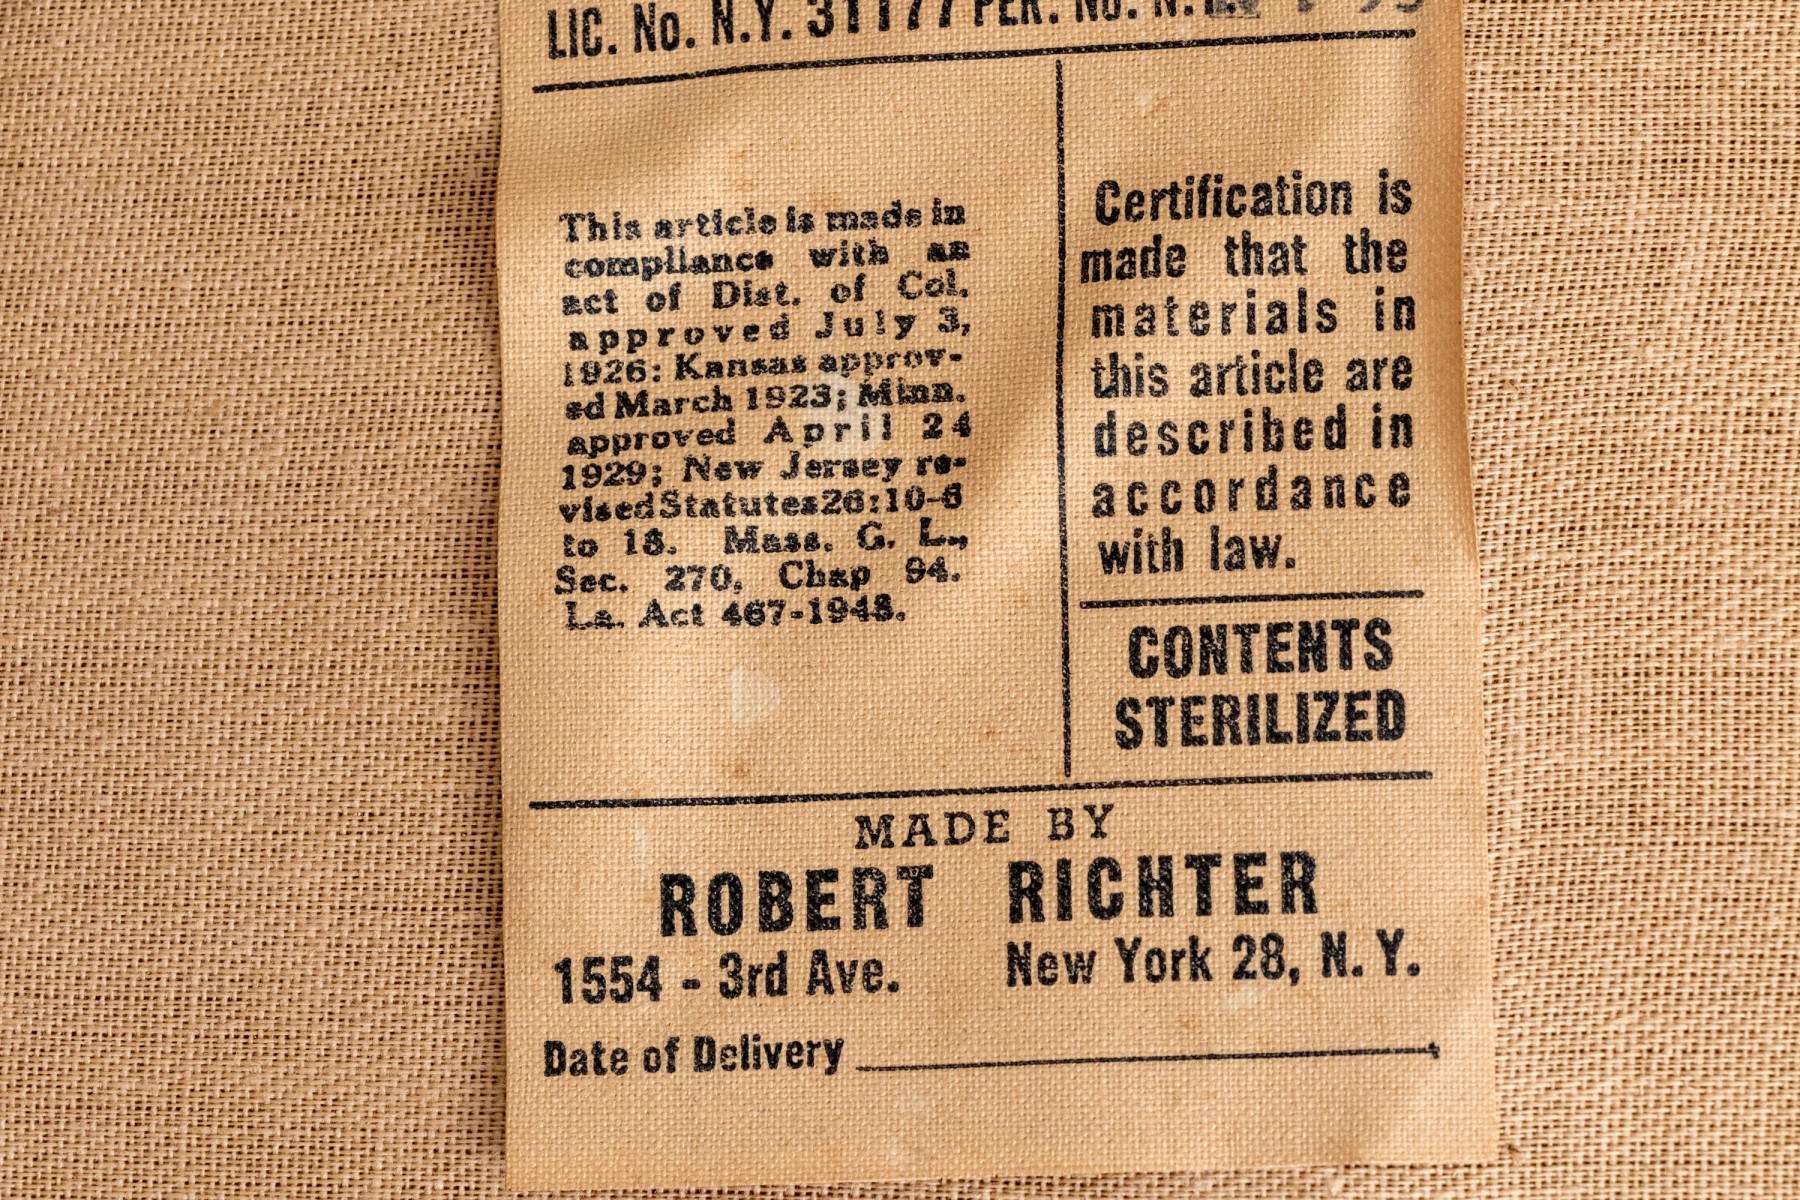 LIC. No. N.Y. 31177 PER. No. N.Y.
This article is made in
compliance with an
act of Dist. of Col.
approved July 3,
1926: Kansas approv-
ed March 1923; Minn.
approved April 24
1929; New Jersey re-
vised Statutes 26:10-6
to 18. Mass. G. L.,
Sec. 270, Chap 94.
La. Act 467-1948.
Certification is
made that the
materials in
this article are
described in
accordance
with law.
CONTENTS
STERILIZED
MADE BY
ROBERT RICHTER
1554 - 3rd Ave. New York 28, N. Y.
Date of Delivery